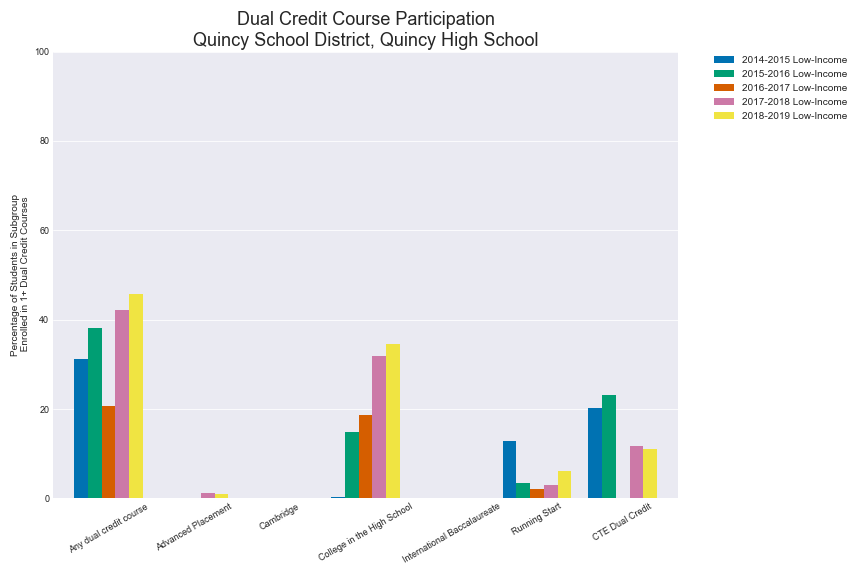 Dual Credit Course Participation
Quincy School District, Quincy High School
Percentage of Students in Subgroup
Enrolled in 1+ Dual Credit Courses
100
80
60
40
20
0
Any dual credit course
Advanced Placement
Cambridge
College in the High School
International Baccalaureate
Running Start
CTE Dual Credit
2014-2015 Low-Income
2015-2016 Low-Income
2016-2017 Low-Income
2017-2018 Low-Income
2018-2019 Low-Income